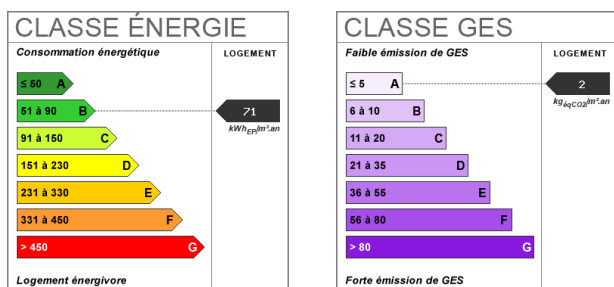 CLASSE ÉNERGIE
Consommation énergétique
LOGEMENT
≤ 50 A
51 à 90 B
71
kWhEP/m².an
91 à 150 C
151 à 230 D
231 à 330 E
331 à 450 F
> 450 G
Logement énergivore
CLASSE GES
Faible émission de GES
LOGEMENT
≤ 5 A
2
kgéqCO2/m².an
6 à 10 B
11 à 20 C
21 à 35 D
36 à 55 E
56 à 80 F
> 80 G
Forte émission de GES